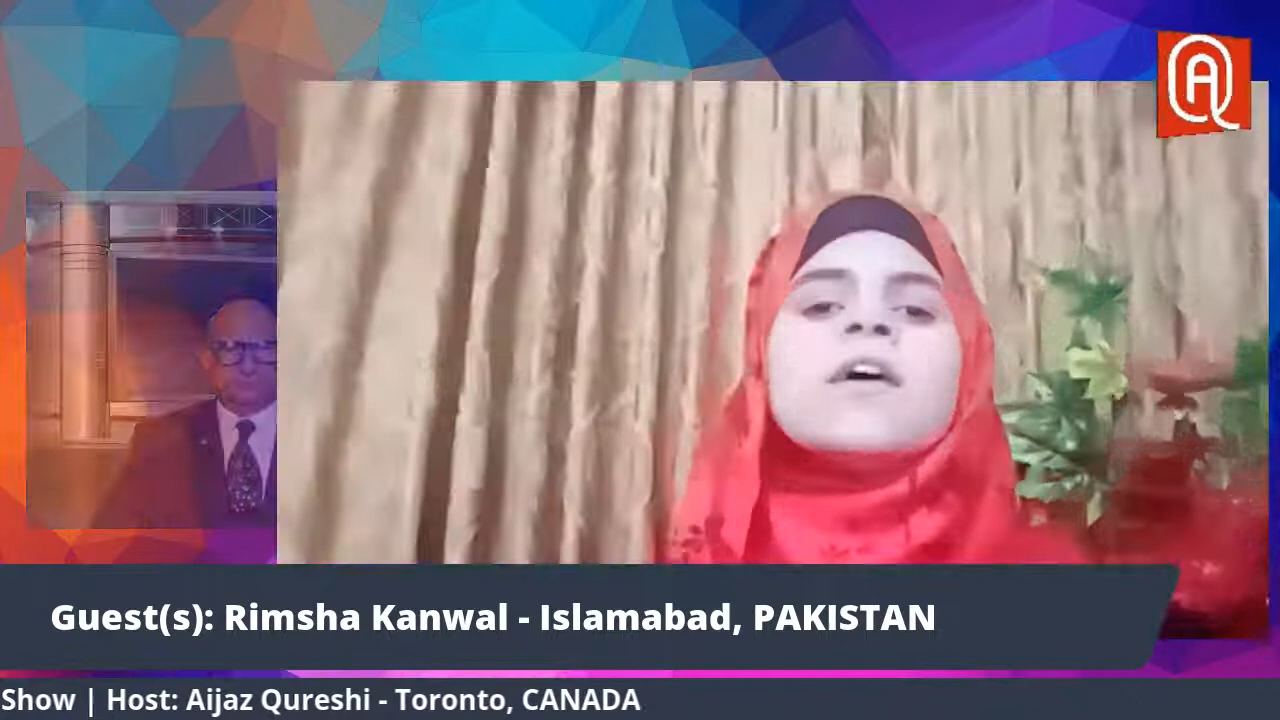 Guest(s): Rimsha Kanwal - Islamabad, PAKISTAN
Show | Host: Aijaz Qureshi - Toronto, CANADA